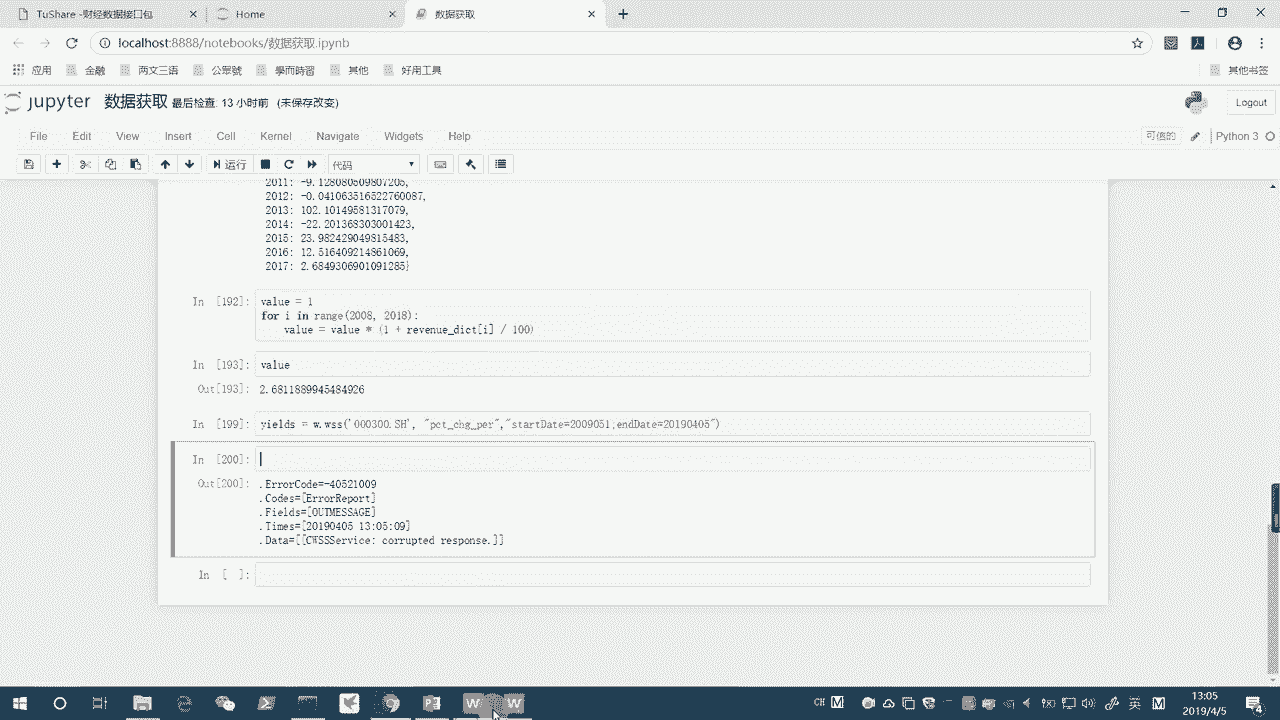 TuShare -财经数据接口包
Home
数据获取
localhost:8888/notebooks/数据获取.ipynb
应用 金融 两文三语 公眾號 學而時習 其他 好用工具 其他书签
jupyter 数据获取 最后检查: 13 小时前 (未保存改变)
Logout
File Edit View Insert Cell Kernel Navigate Widgets Help
可信的 Python 3
运行 代码
2011: -9.128080509807205,
2012: -0.041063516522760087,
2013: 102.10149581317079,
2014: -22.201368303001423,
2015: 23.982429049815483,
2016: 12.516409214861069,
2017: 2.6849306901091285}
In [192]: value = 1
for i in range(2008, 2018):
value = value * (1 + revenue_dict[i] / 100)
In [193]: value
Out[193]: 2.6811889945484926
In [199]: yields = w.wss('000300.SH', "pct_chg_per","startDate=2009051;endDate=20190405")
In [200]:
Out[200]: .ErrorCode=-40521009
.Codes=[ErrorReport]
.Fields=[OUTMESSAGE]
.Times=[20190405 13:05:09]
.Data=[[CWSSService: corrupted response.]]
In [ ]:
CH M 英 M
13:05
2019/4/5